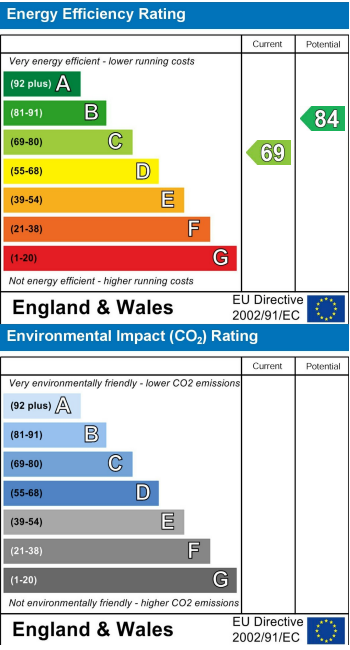 Energy Efficiency Rating
Current Potential
Very energy efficient - lower running costs
(92 plus) A
(81-91) B
84
(69-80) C
69
(55-68) D
(39-54) E
(21-38) F
(1-20) G
Not energy efficient - higher running costs
England & Wales
EU Directive
2002/91/EC
Environmental Impact (CO₂) Rating
Current Potential
Very environmentally friendly - lower CO2 emissions
(92 plus) A
(81-91) B
(69-80) C
(55-68) D
(39-54) E
(21-38) F
(1-20) G
Not environmentally friendly - higher CO2 emissions
England & Wales
EU Directive
2002/91/EC